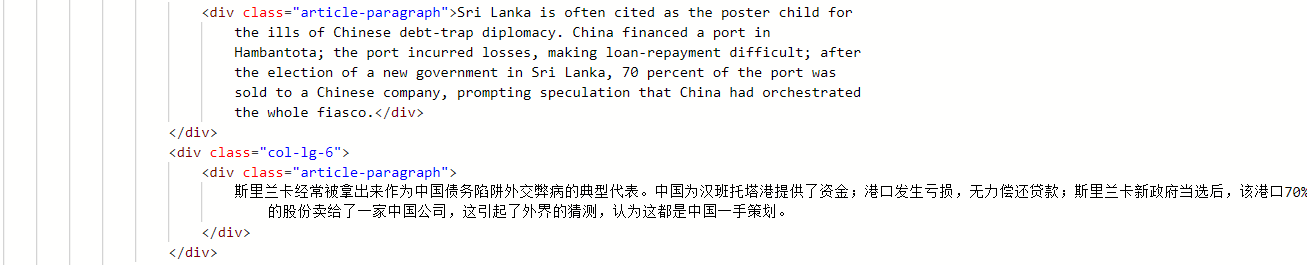 <div class="article-paragraph">Sri Lanka is often cited as the poster child for
the ills of Chinese debt-trap diplomacy. China financed a port in
Hambantota; the port incurred losses, making loan-repayment difficult; after
the election of a new government in Sri Lanka, 70 percent of the port was
sold to a Chinese company, prompting speculation that China had orchestrated
the whole fiasco.</div>
</div>
<div class="col-lg-6">
<div class="article-paragraph">
斯里兰卡经常被拿出来作为中国债务陷阱外交弊病的典型代表。中国为汉班托塔港提供了资金；港口发生亏损，无力偿还贷款；斯里兰卡新政府当选后，该港口70%
的股份卖给了一家中国公司，这引起了外界的猜测，认为这都是中国一手策划。
</div>
</div>